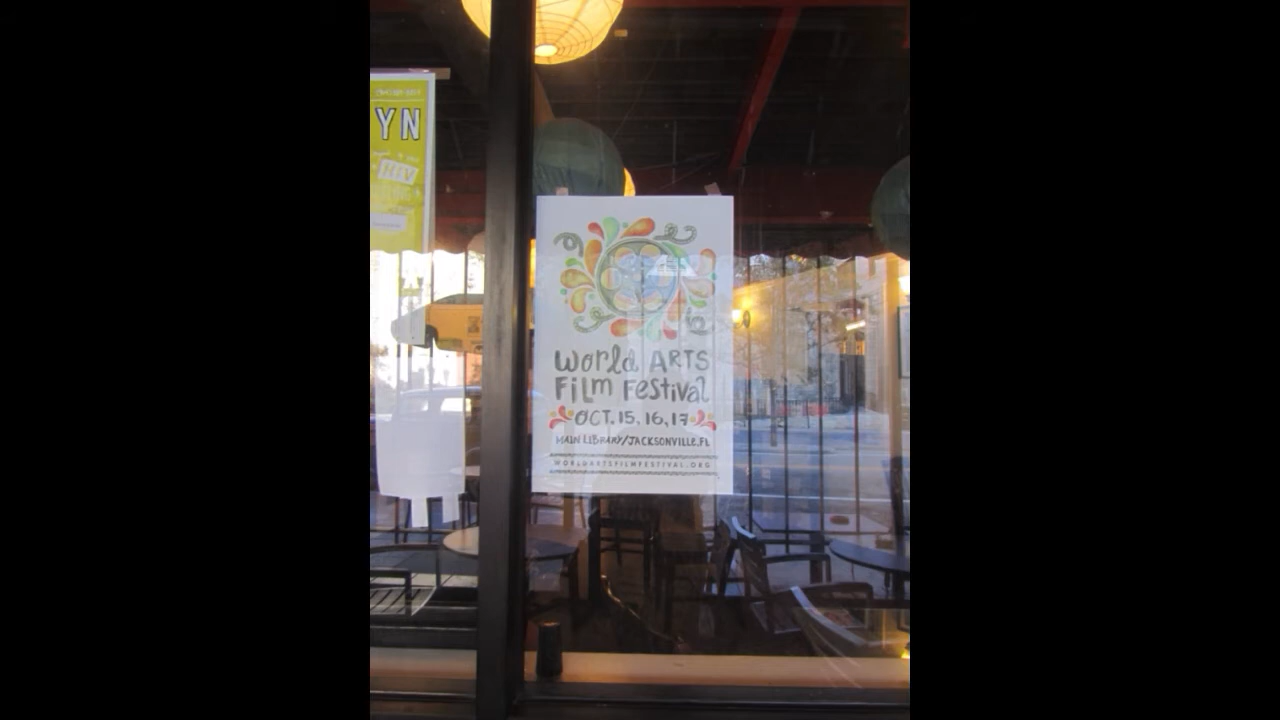 YN
World ARTS
Film Festival
OCT. 15, 16, 17
MAIN LIBRARY/JACKSONVILLE, FL
WORLDARTSFILMFESTIVAL.ORG